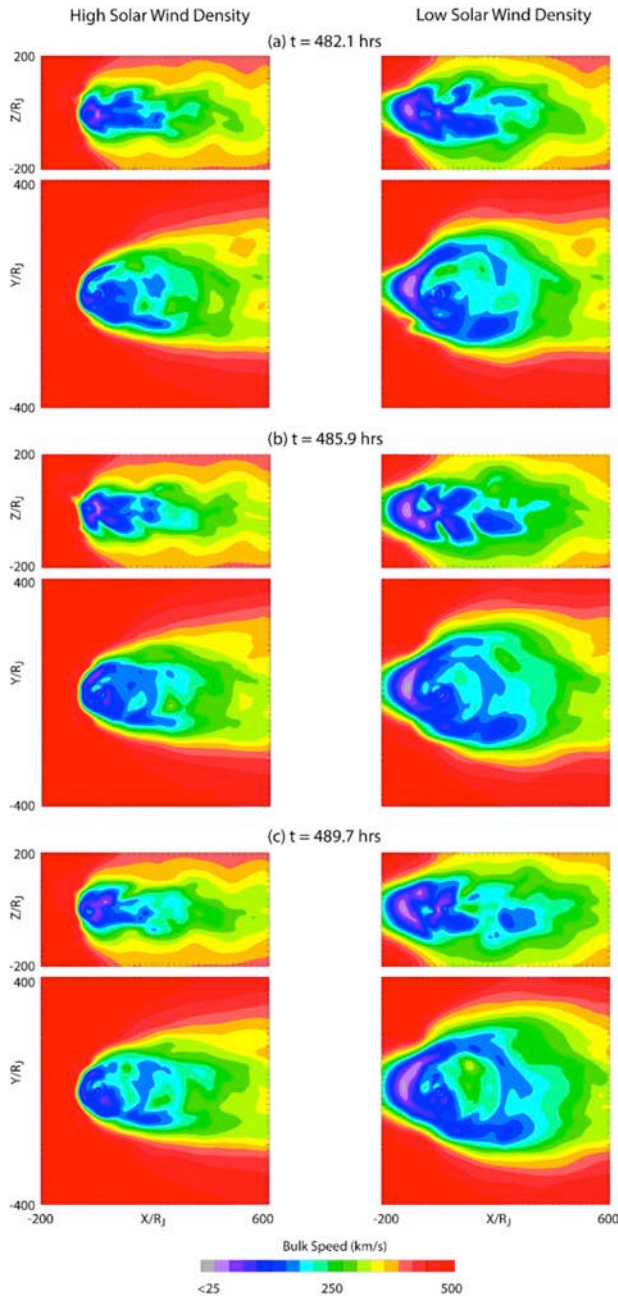 High Solar Wind Density Low Solar Wind Density
(a) t = 482.1 hrs
200
Z/RJ
-200
400
Y/RJ
-400
(b) t = 485.9 hrs
200
Z/RJ
-200
400
Y/RJ
-400
(c) t = 489.7 hrs
200
Z/RJ
-200
400
Y/RJ
-400
-200 X/RJ 600 -200 X/RJ 600
Bulk Speed (km/s)
<25 250 500